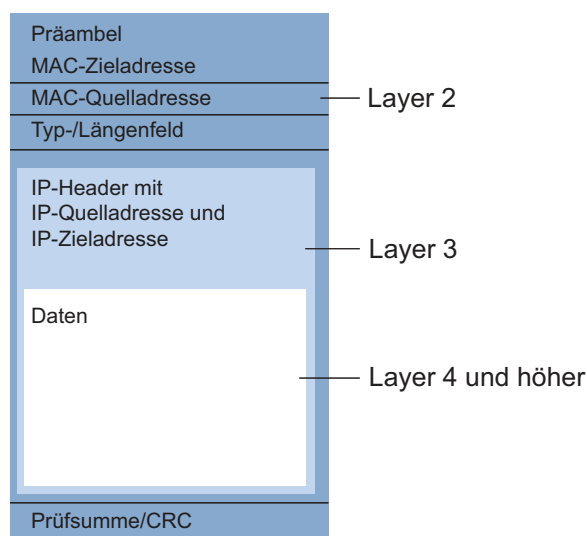 Präambel
MAC-Zieladresse
MAC-Quelladresse
Layer 2
Typ-/Längenfeld
IP-Header mit
IP-Quelladresse und
IP-Zieladresse
Layer 3
Daten
Layer 4 und höher
Prüfsumme/CRC